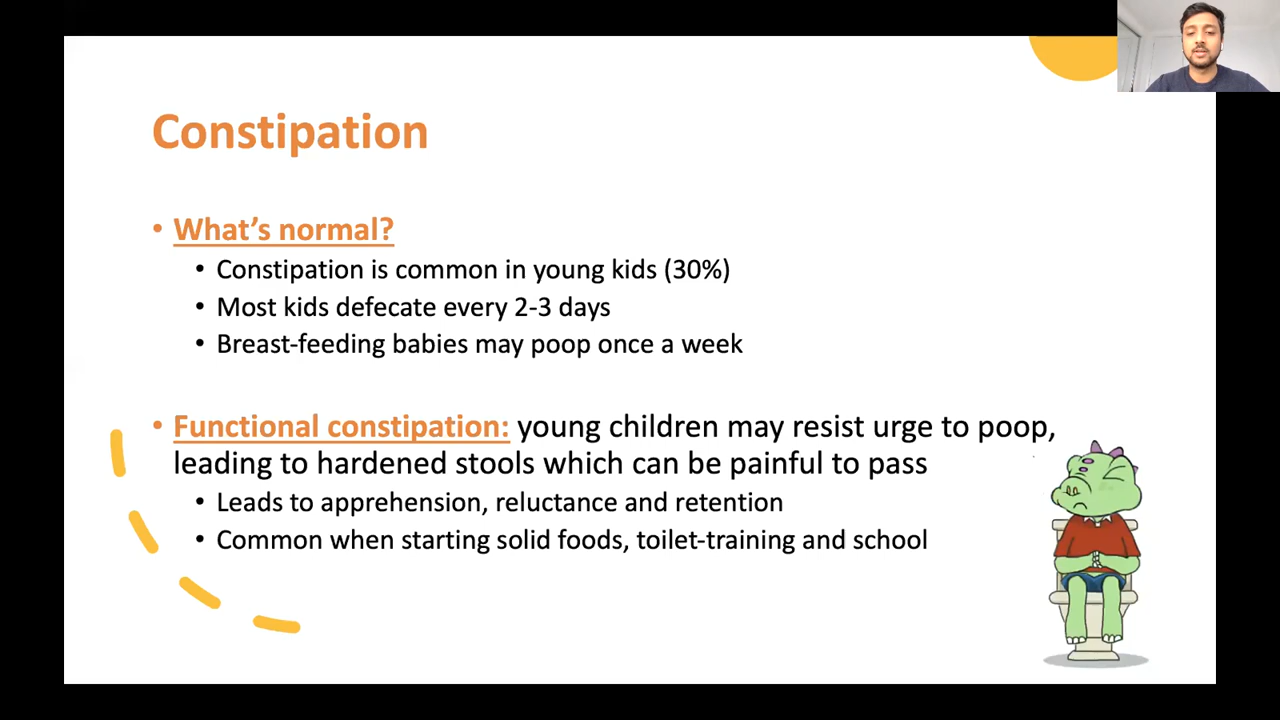 Constipation
• What's normal?
• Constipation is common in young kids (30%)
• Most kids defecate every 2-3 days
• Breast-feeding babies may poop once a week
• Functional constipation: young children may resist urge to poop,
leading to hardened stools which can be painful to pass
• Leads to apprehension, reluctance and retention
• Common when starting solid foods, toilet-training and school